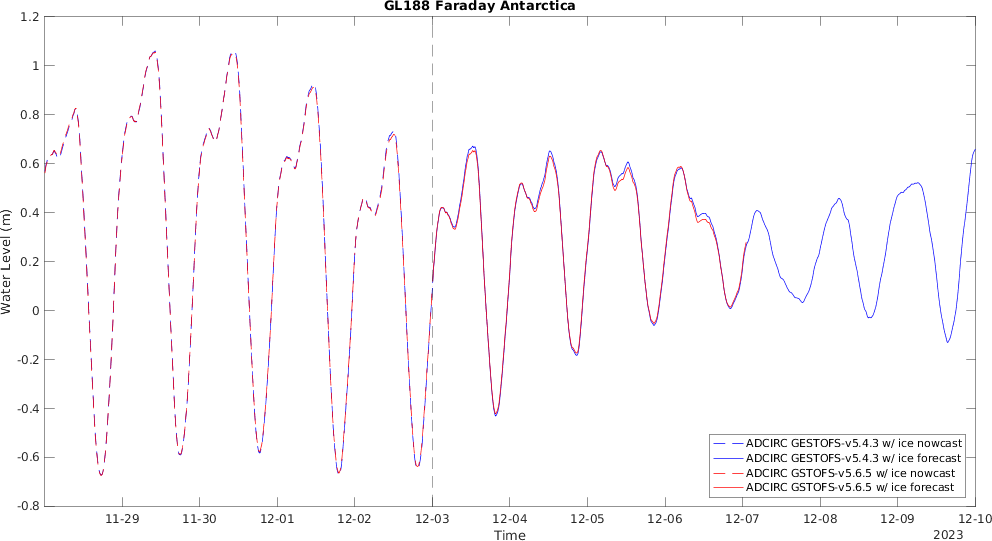 GL188 Faraday Antarctica
1.2
1
0.8
0.6
0.4
0.2
0
-0.2
-0.4
-0.6
-0.8
Water Level (m)
11-29 11-30 12-01 12-02 12-03 12-04 12-05 12-06 12-07 12-08 12-09 12-10
Time
2023
ADCIRC GESTOFS-v5.4.3 w/ ice nowcast
ADCIRC GESTOFS-v5.4.3 w/ ice forecast
ADCIRC GSTOFS-v5.6.5 w/ ice nowcast
ADCIRC GSTOFS-v5.6.5 w/ ice forecast